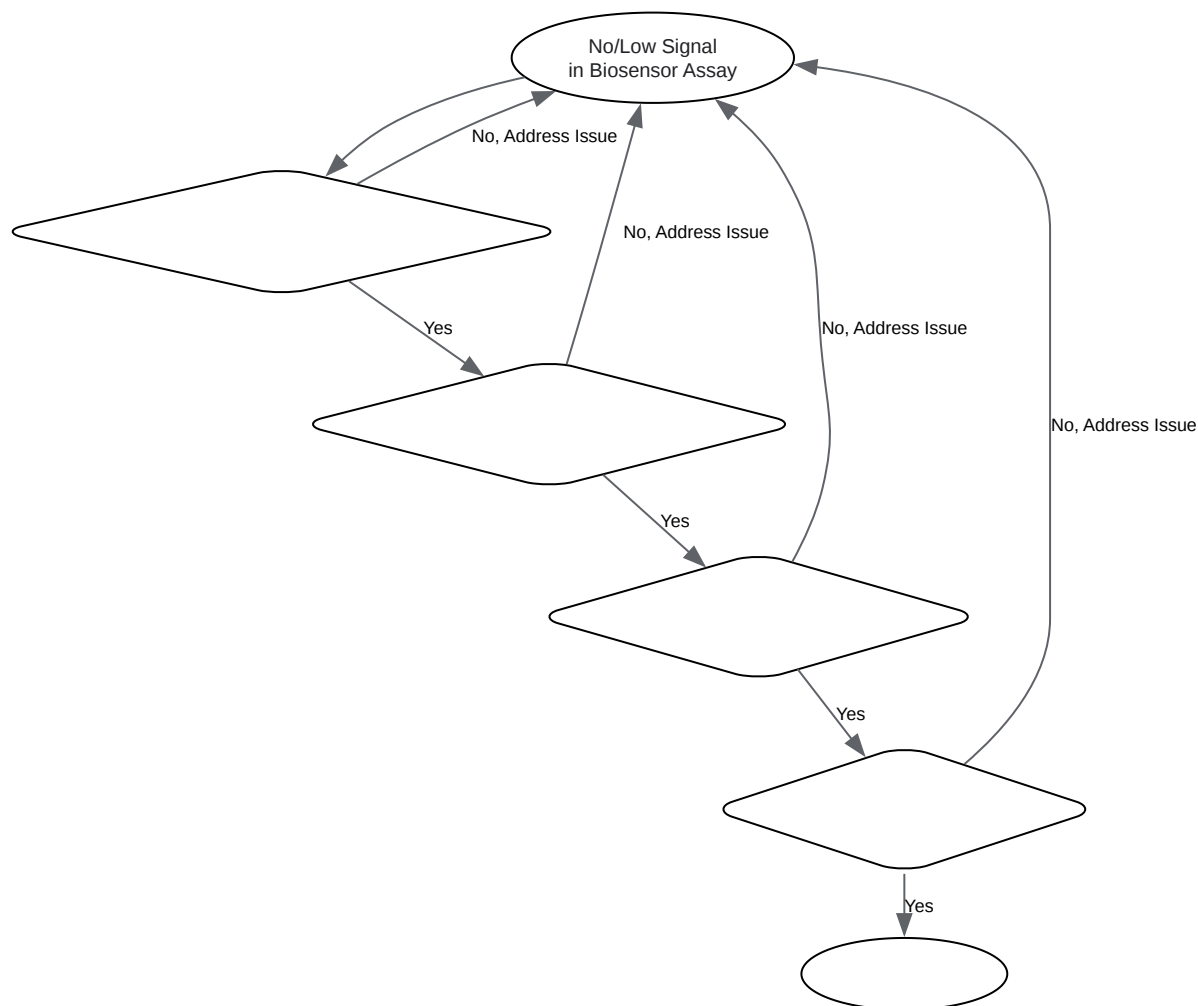 No/Low Signal
in Biosensor Assay
No, Address Issue
No, Address Issue
Yes
No, Address Issue
No, Address Issue
Yes
Yes
Yes